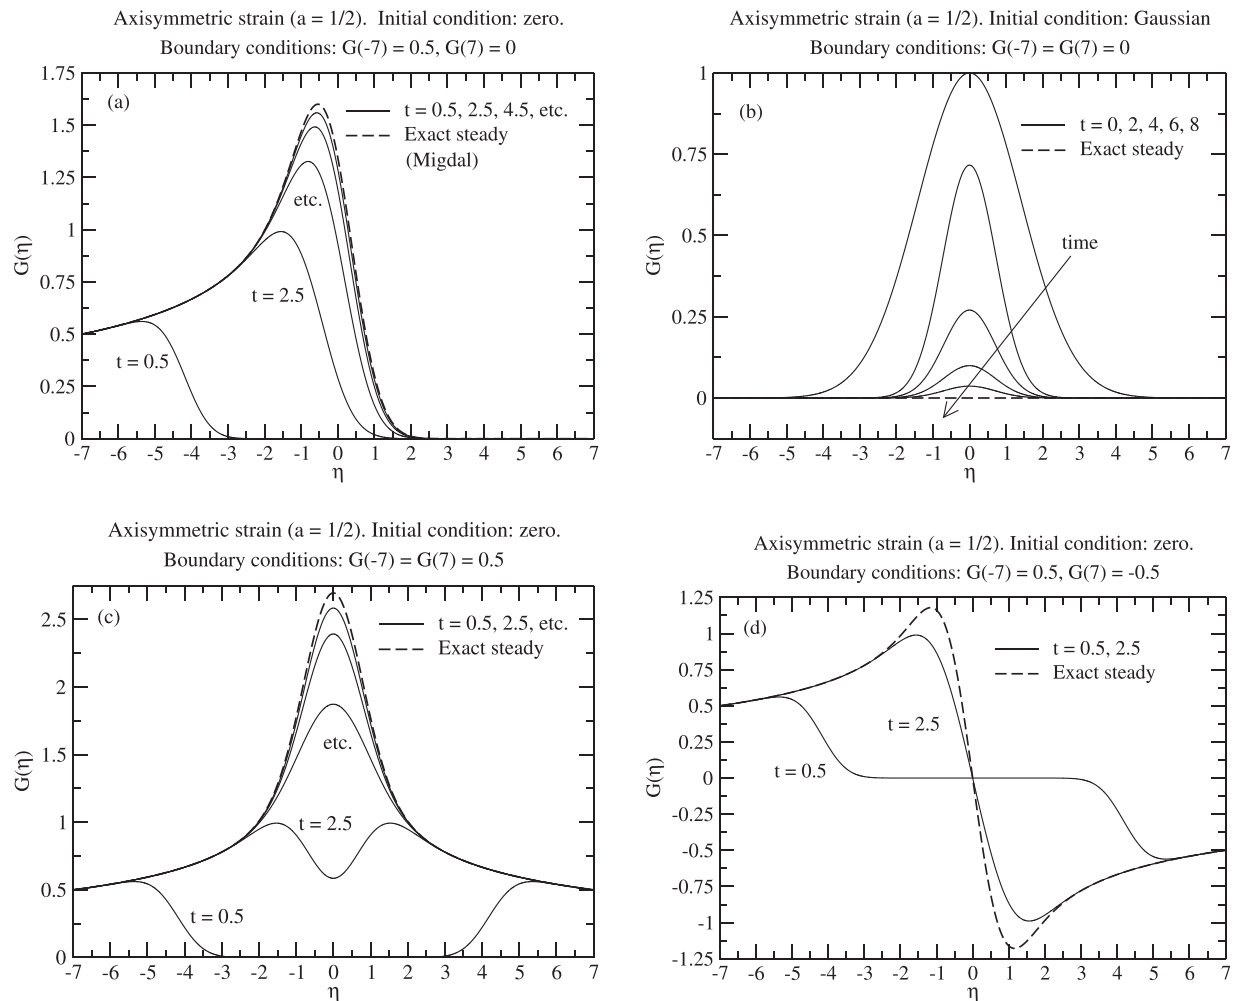 Axisymmetric strain (a = 1/2).  Initial condition: zero.
Boundary conditions: G(-7) = 0.5, G(7) = 0
1.75
1.5
1.25
1
0.75
0.5
0.25
0
G(η)
(a)
t = 0.5, 2.5, 4.5, etc.
Exact steady
(Migdal)
etc.
t = 2.5
t = 0.5
-7 -6 -5 -4 -3 -2 -1 0 1 2 3 4 5 6 7
η
Axisymmetric strain (a = 1/2). Initial condition: Gaussian
Boundary conditions: G(-7) = G(7) = 0
1
0.75
0.5
0.25
0
G(η)
(b)
t = 0, 2, 4, 6, 8
Exact steady
time
-7 -6 -5 -4 -3 -2 -1 0 1 2 3 4 5 6 7
η
Axisymmetric strain (a = 1/2). Initial condition: zero.
Boundary conditions: G(-7) = G(7) = 0.5
2.5
2
1.5
1
0.5
0
G(η)
(c)
t = 0.5, 2.5, etc.
Exact steady
etc.
t = 2.5
t = 0.5
-7 -6 -5 -4 -3 -2 -1 0 1 2 3 4 5 6 7
η
Axisymmetric strain (a = 1/2). Initial condition: zero.
Boundary conditions: G(-7) = 0.5, G(7) = -0.5
1.25
1
0.75
0.5
0.25
0
-0.25
-0.5
-0.75
-1
-1.25
G(η)
(d)
t = 0.5, 2.5
Exact steady
t = 2.5
t = 0.5
-7 -6 -5 -4 -3 -2 -1 0 1 2 3 4 5 6 7
η